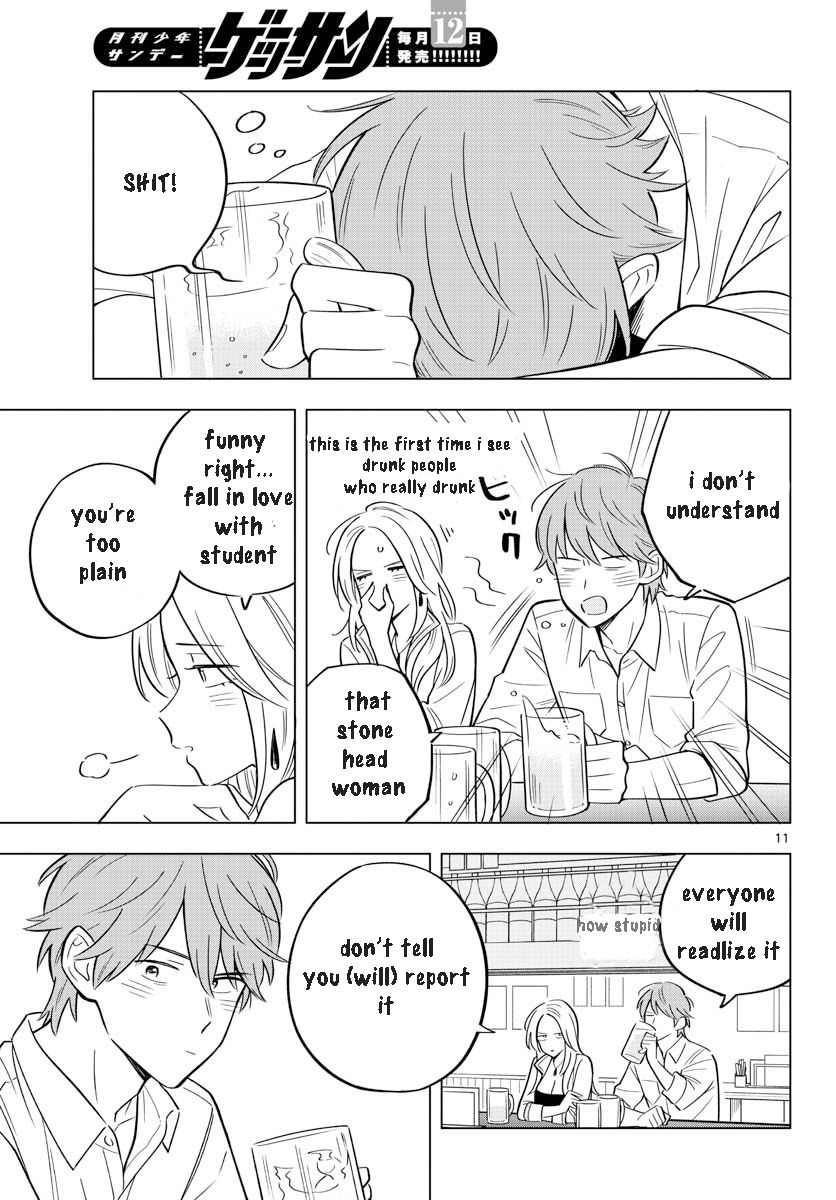 月刊少年
サンデー
ゲッサン
毎月12日
発売!!!!!!!!
SHIT!
i don't
understand
this is the first time i see
drunk people
who really drunk
ヒック
that
stone
head
woman
funny
right...
fall in love
with
student
you're
too
plain
11
everyone
will
readlize it
how stupid
don't tell
you (will) report
it